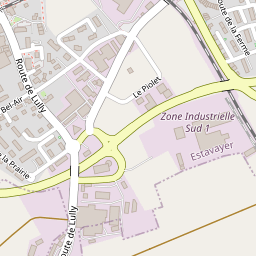 Route de la Ferme
Route de Lully
Bel-Air
Le Piolet
Zone Industrielle
Sud 1
Estavayer
la Prairie
Route de Lully